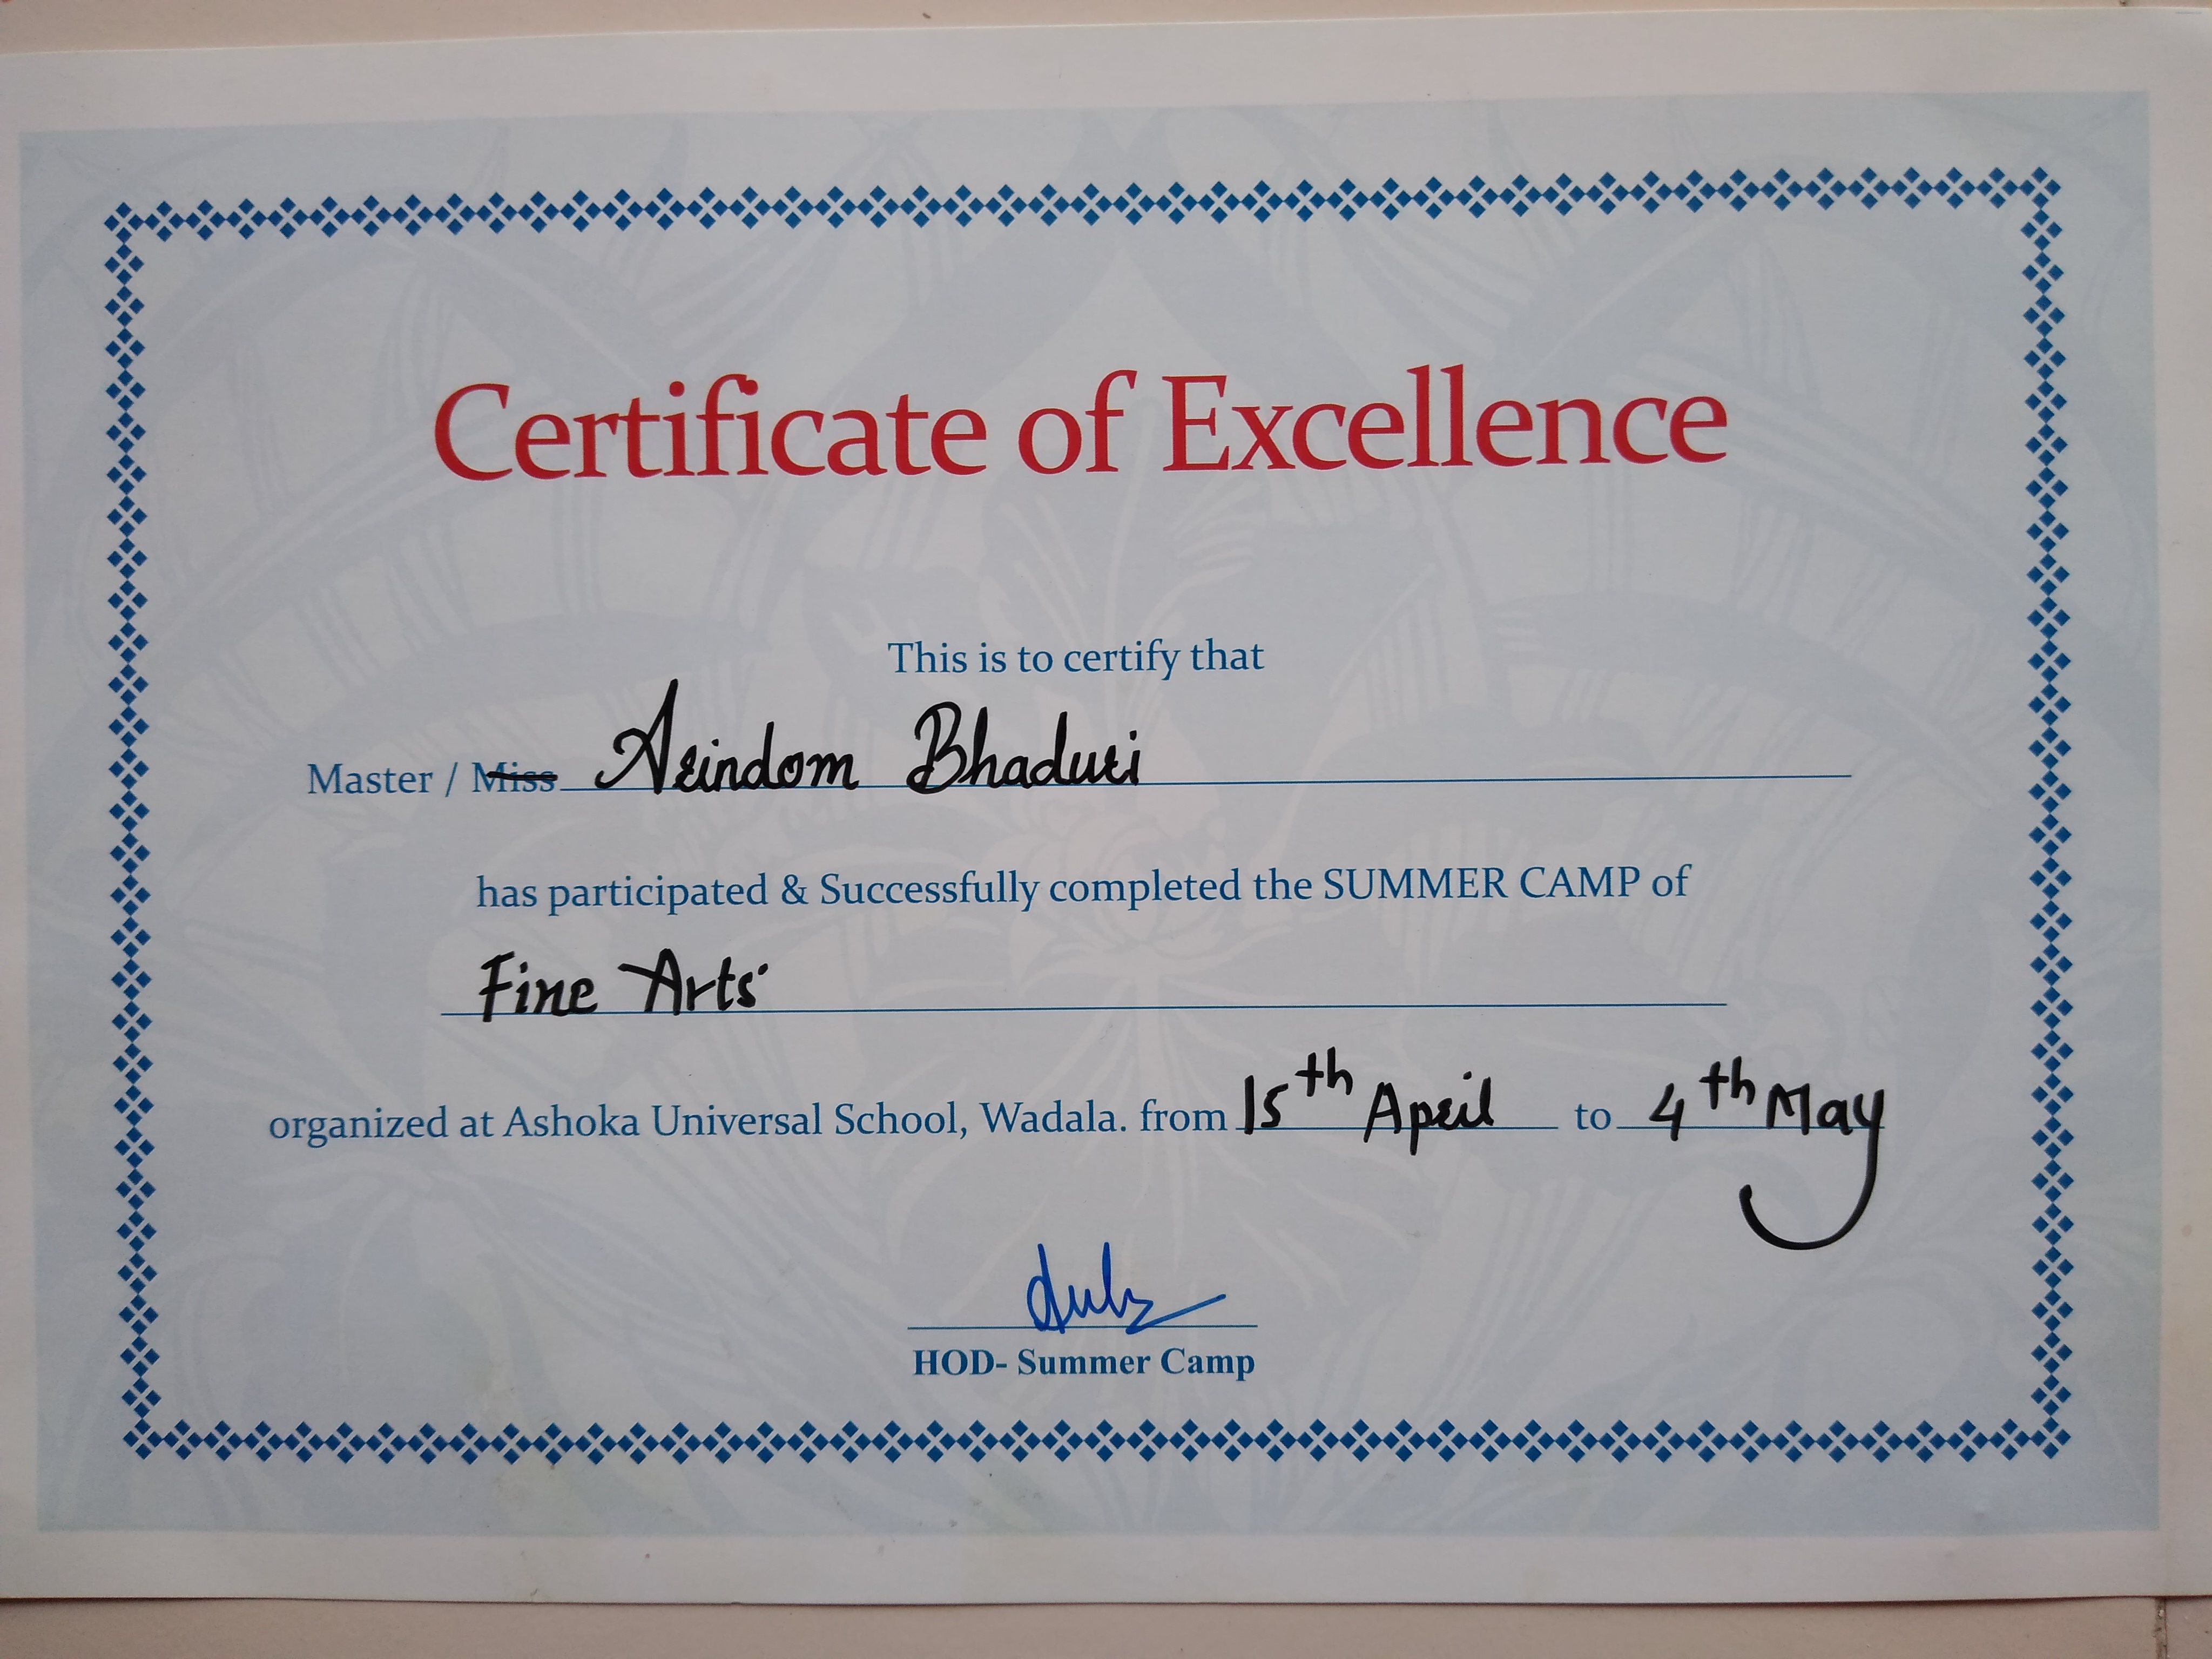 Certificate of Excellence
This is to certify that
Master / Miss Arindom Bhaduri
has participated & Successfully completed the SUMMER CAMP of
Fine Arts
organized at Ashoka Universal School, Wadala. from 15th April to 4th May
HOD- Summer Camp